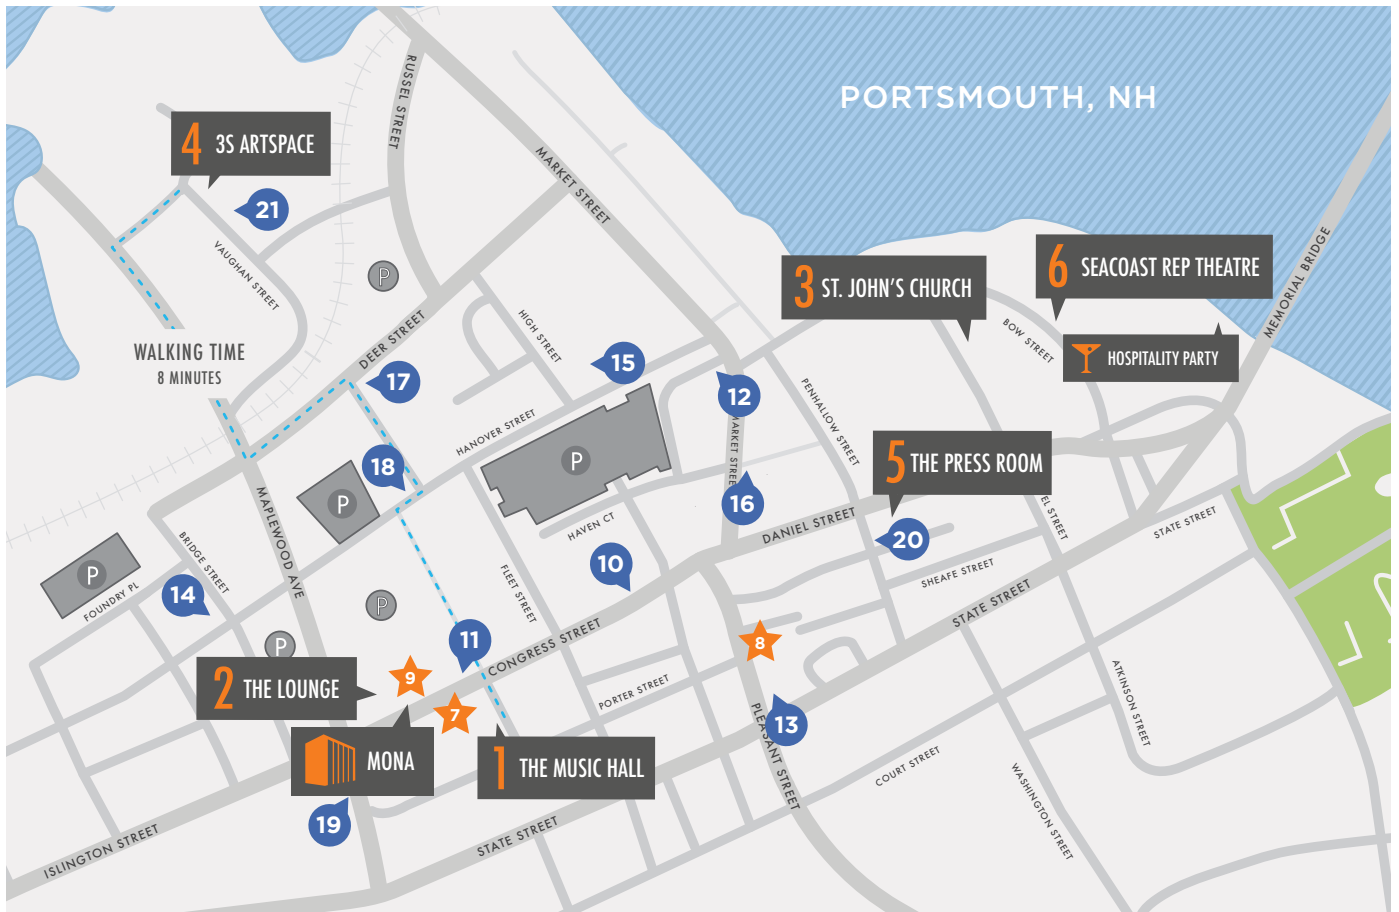 PORTSMOUTH, NH
RUSSEL STREET
MARKET STREET
4 3S ARTSPACE
21
VAUGHAN STREET
P
MEMORIAL BRIDGE
6 SEACOAST REP THEATRE
3 ST. JOHN'S CHURCH
BOW STREET
HOSPITALITY PARTY
HIGH STREET
DEER STREET
WALKING TIME
8 MINUTES
15
17
12
PENHALLOW STREET
MARKET STREET
HANOVER STREET
P
5 THE PRESS ROOM
18
P
16
MAPLEWOOD AVE
DANIEL STREET
EL STREET
STATE STREET
HAVEN CT
20
BRIDGE STREET
P
FOUNDRY PL
14
10
FLEET STREET
SHEAFE STREET
P
STATE STREET
11
CONGRESS STREET
8
P
2 THE LOUNGE
9
7
PORTER STREET
ATKINSON STREET
13
PLEASANT STREET
MONA
1 THE MUSIC HALL
COURT STREET
WASHINGTON STREET
19
STATE STREET
ISLINGTON STREET